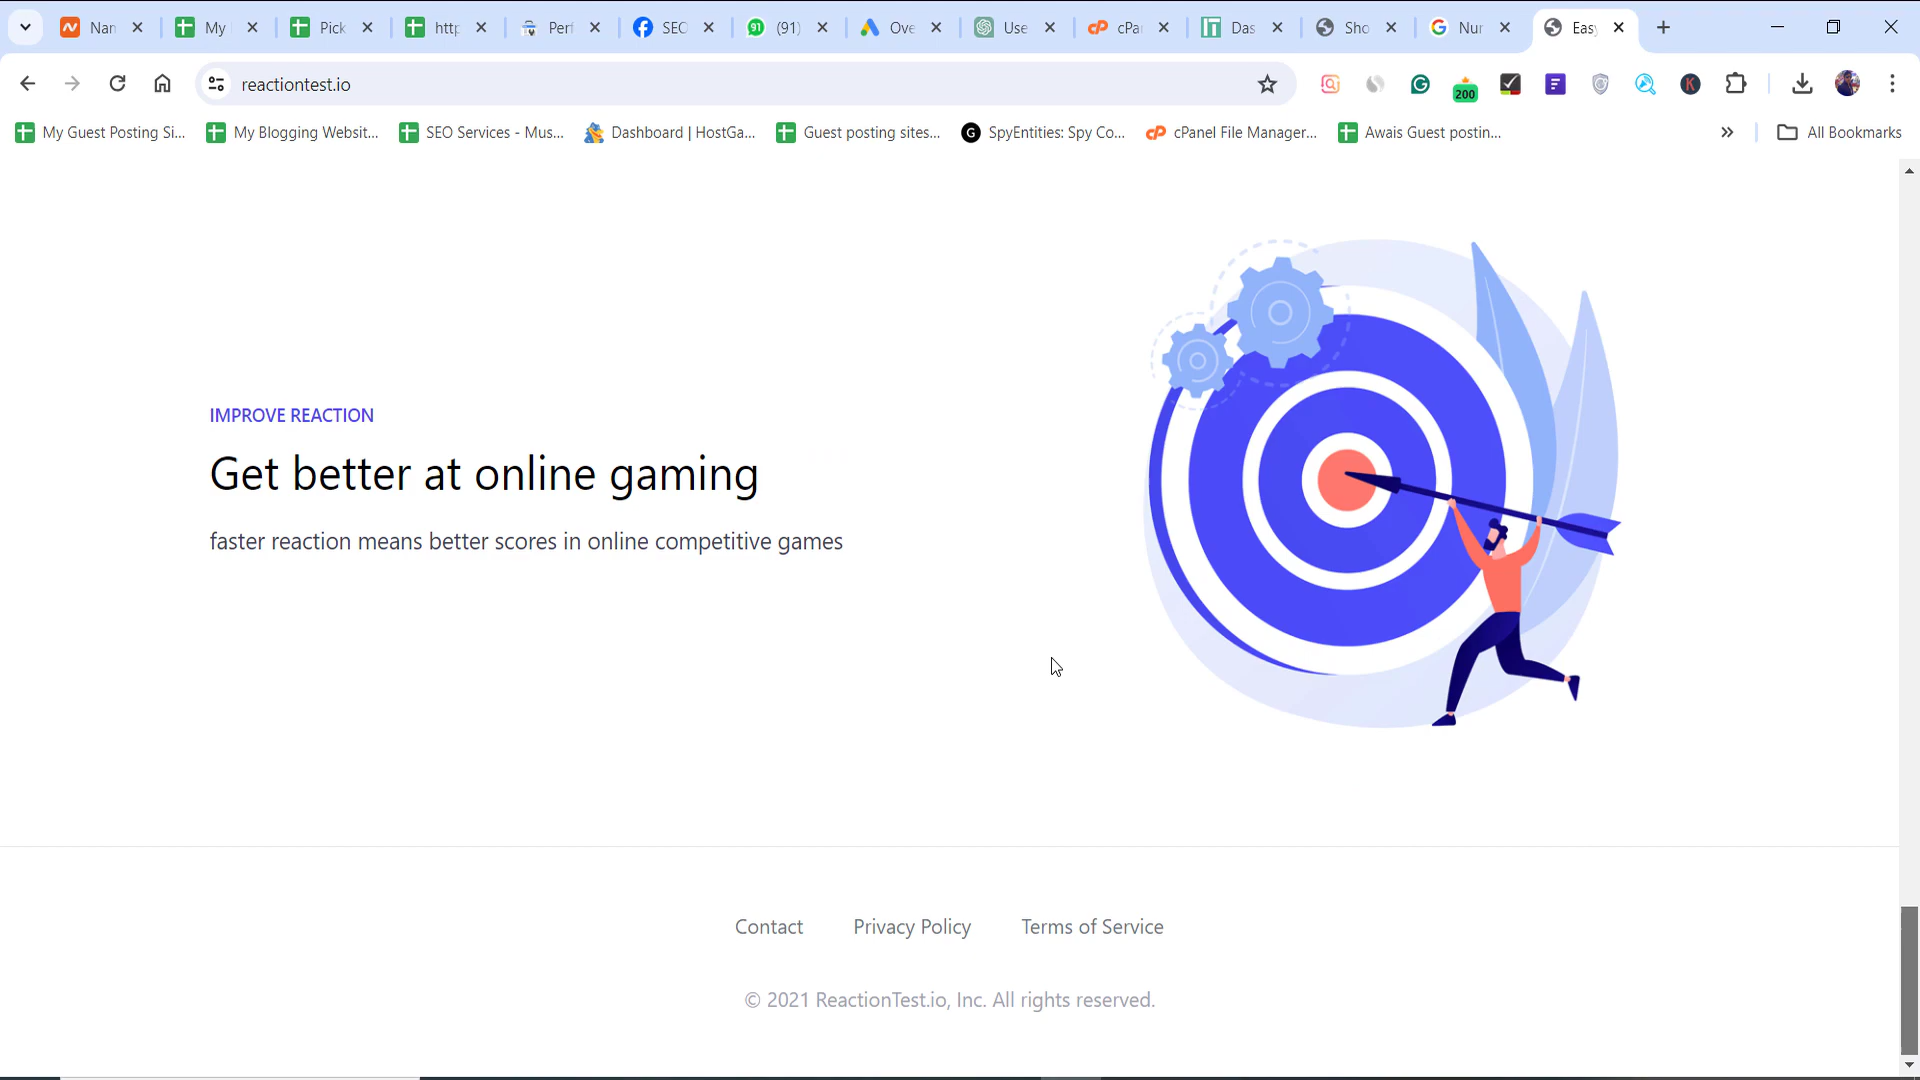 Nan
My
Pick
http
Perf
SEO
(91)
Ove
Use
cPa
Das
Sho
Nur
Easy
reactiontest.io
200
My Guest Posting Si...
My Blogging Websit...
SEO Services - Mus...
Dashboard | HostGa...
Guest posting sites...
SpyEntities: Spy Co...
cPanel File Manager...
Awais Guest postin...
All Bookmarks
IMPROVE REACTION
Get better at online gaming
faster reaction means better scores in online competitive games
Contact
Privacy Policy
Terms of Service
© 2021 ReactionTest.io, Inc. All rights reserved.